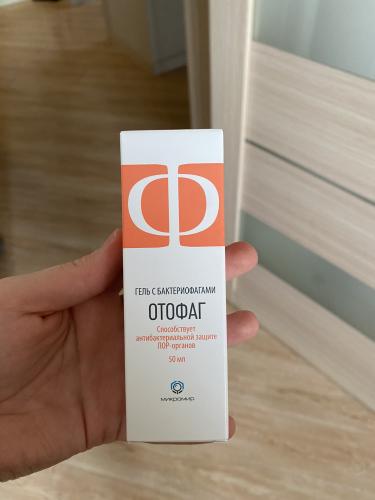 Ф
ГЕЛЬ С БАКТЕРИОФАГАМИ
ОТОФАГ
Способствует
антибактериальной защите
ЛОР-органов
50 мл
микромир